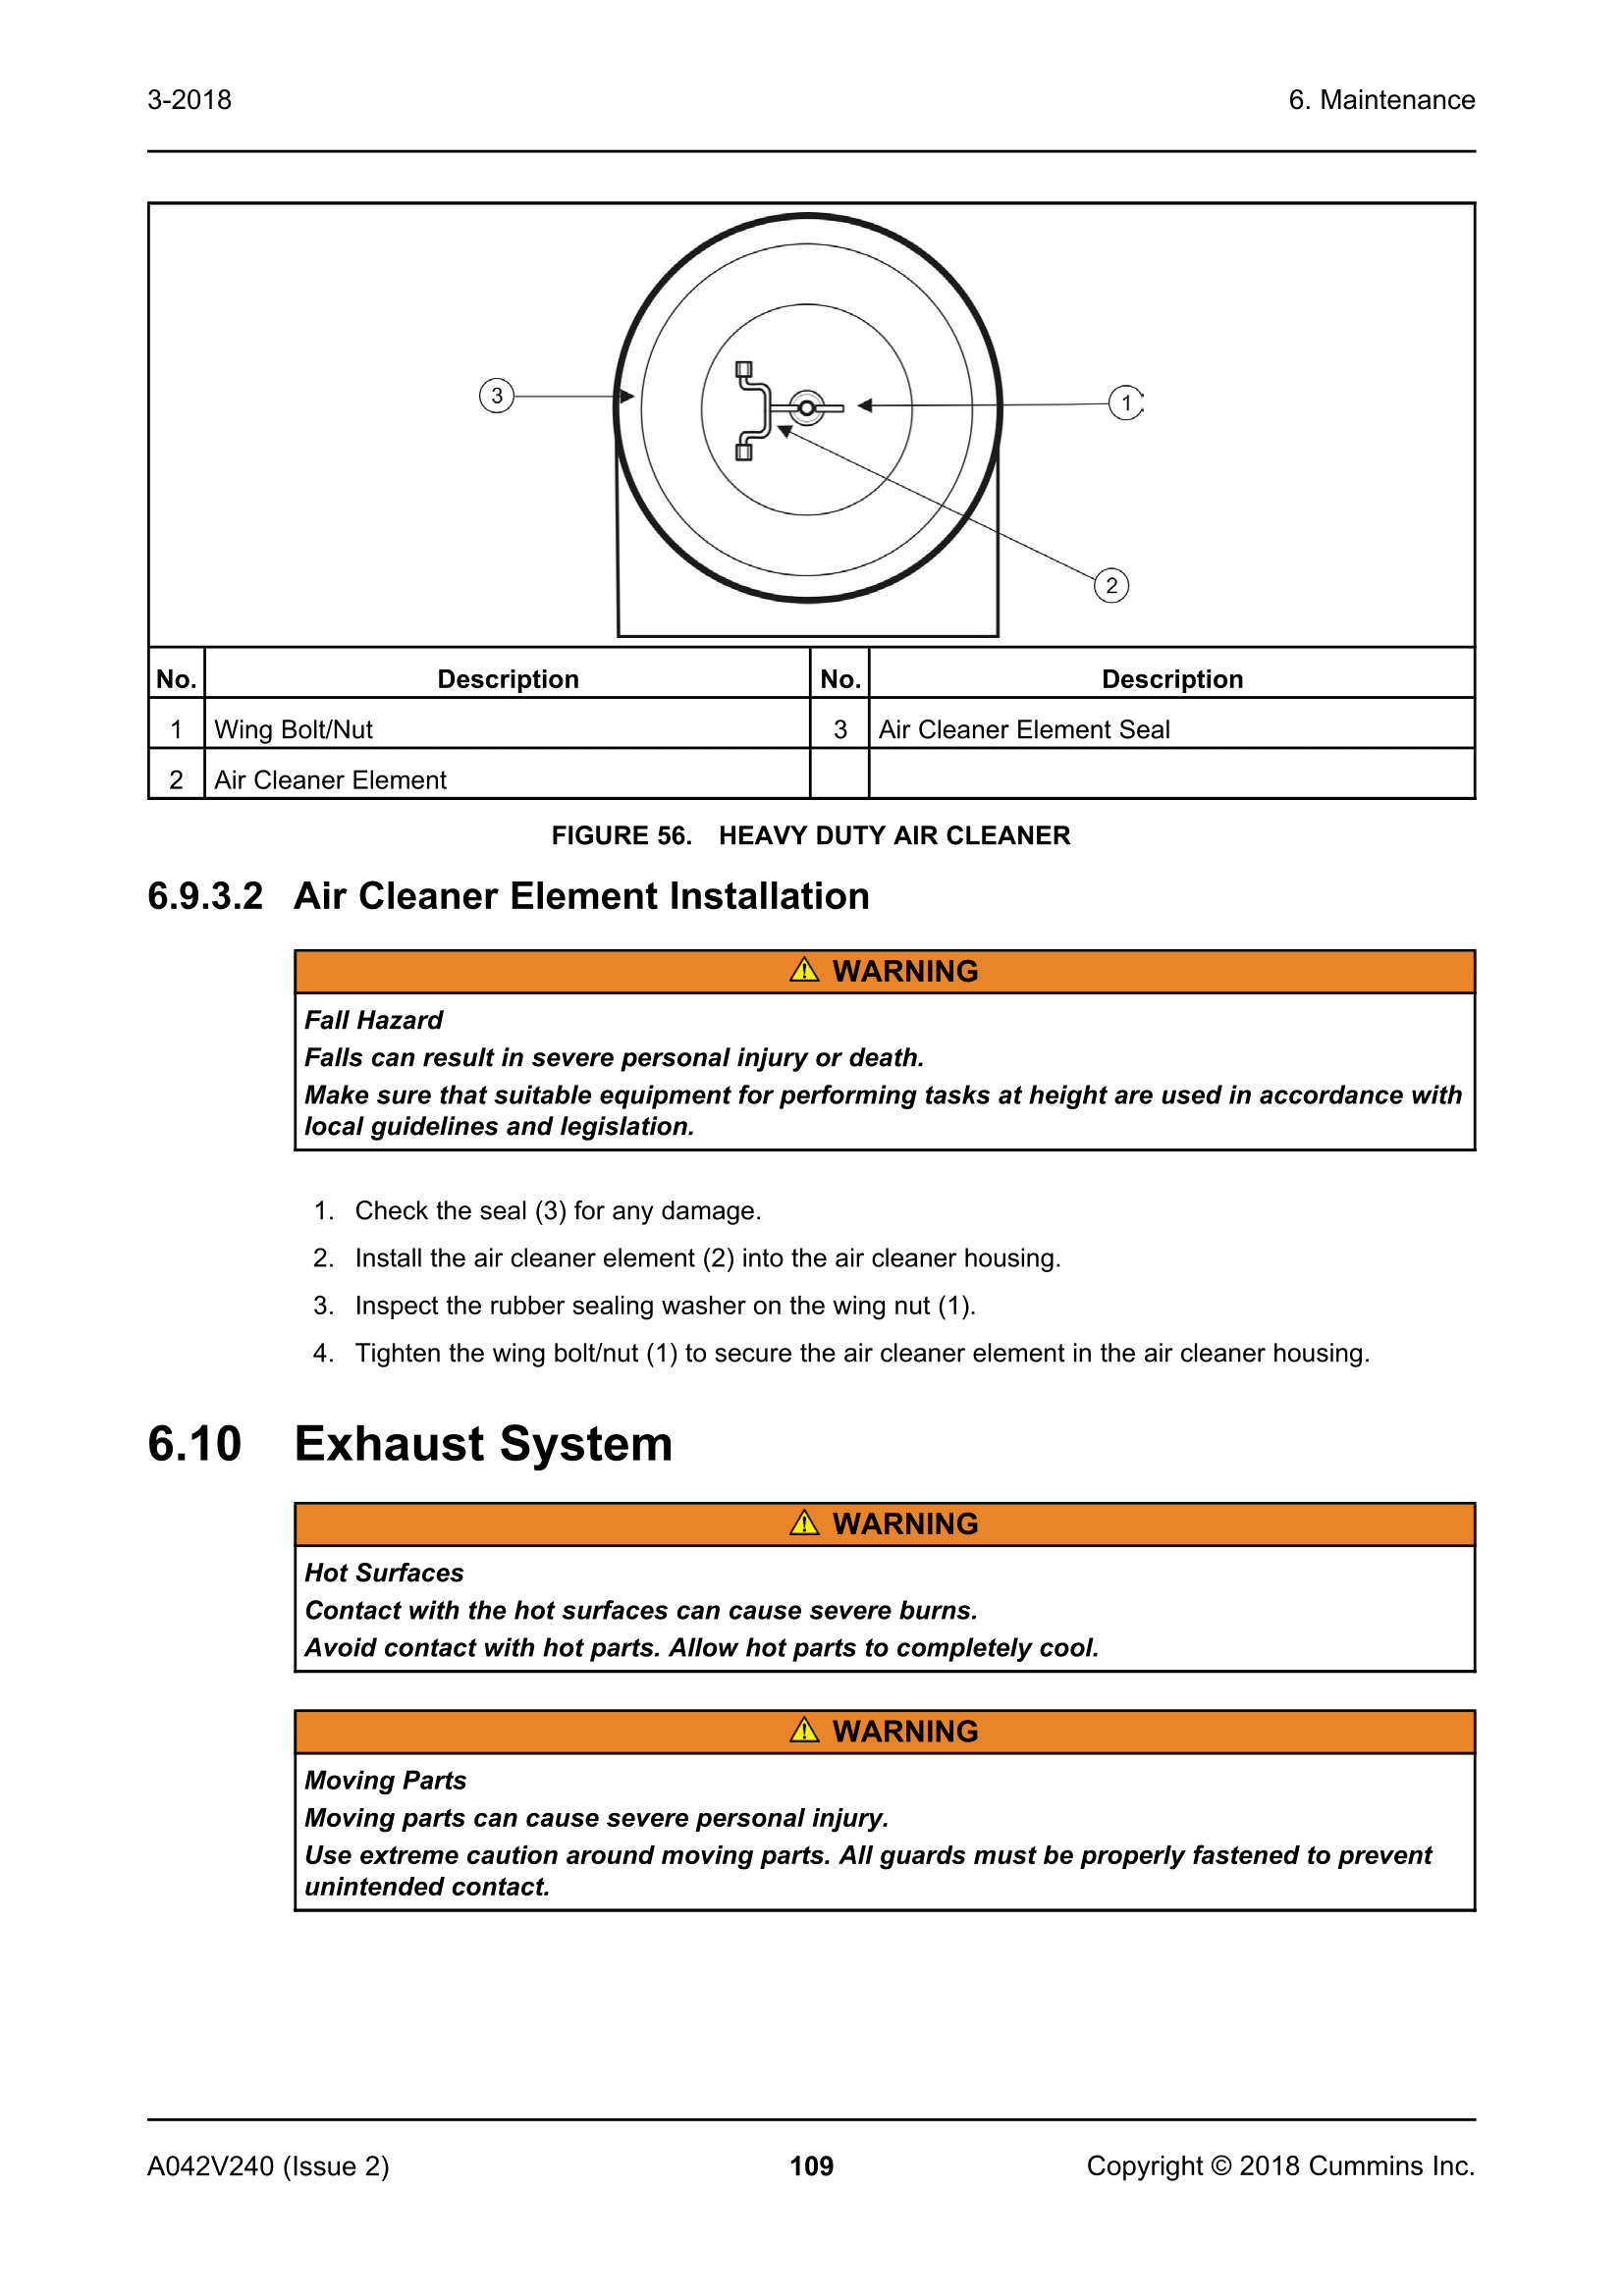 3-2018 6. Maintenance
3
1
2
No. Description No. Description
1 Wing Bolt/Nut 3 Air Cleaner Element Seal
2 Air Cleaner Element
FIGURE 56. HEAVY DUTY AIR CLEANER
6.9.3.2 Air Cleaner Element Installation
WARNING
Fall Hazard
Falls can result in severe personal injury or death.
Make sure that suitable equipment for performing tasks at height are used in accordance with
local guidelines and legislation.
1. Check the seal (3) for any damage.
2. Install the air cleaner element (2) into the air cleaner housing.
3. Inspect the rubber sealing washer on the wing nut (1).
4. Tighten the wing bolt/nut (1) to secure the air cleaner element in the air cleaner housing.
6.10 Exhaust System
WARNING
Hot Surfaces
Contact with the hot surfaces can cause severe burns.
Avoid contact with hot parts. Allow hot parts to completely cool.
WARNING
Moving Parts
Moving parts can cause severe personal injury.
Use extreme caution around moving parts. All guards must be properly fastened to prevent
unintended contact.
A042V240 (Issue 2) 109 Copyright © 2018 Cummins Inc.